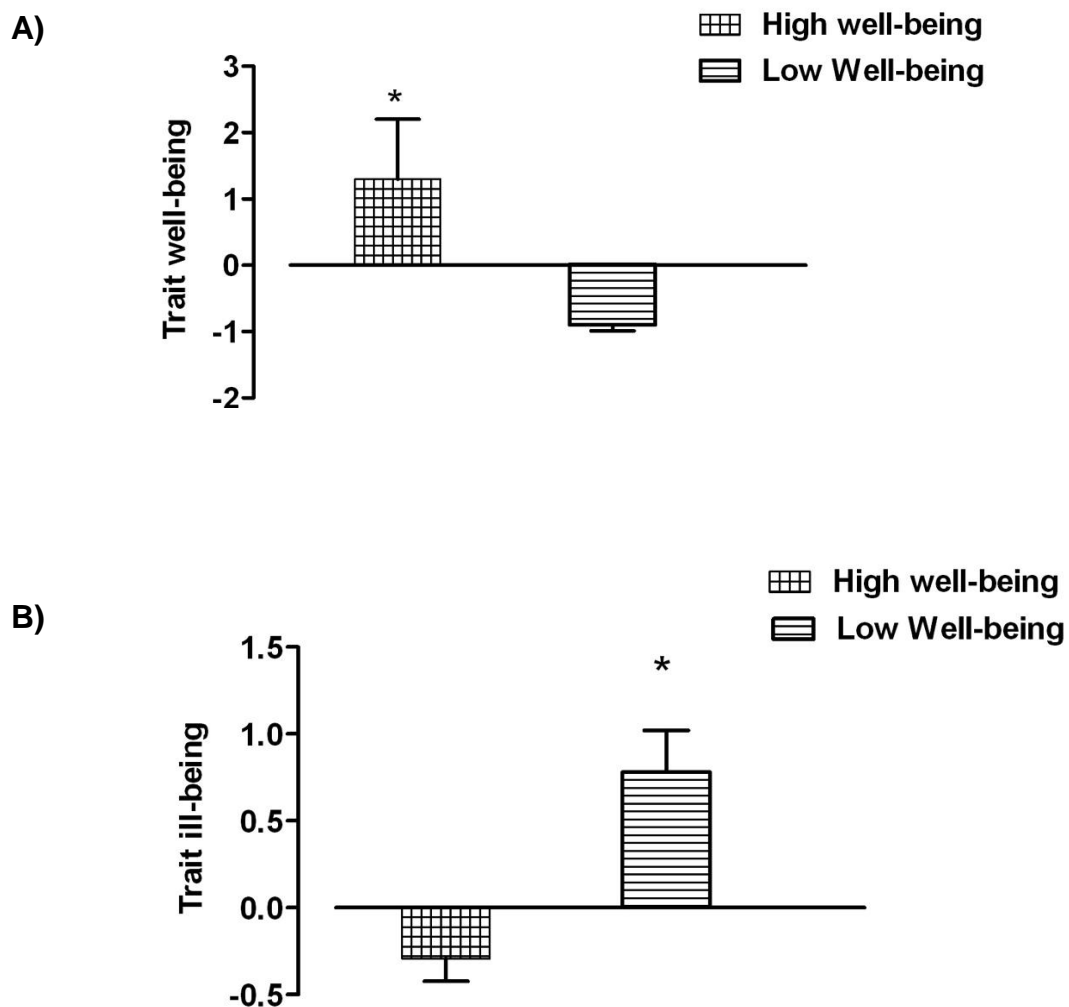 A)
High well-being
Low Well-being
Trait well-being
3
2
1
0
-1
-2
*
B)
High well-being
Low Well-being
Trait ill-being
1.5
1.0
0.5
0.0
-0.5
*